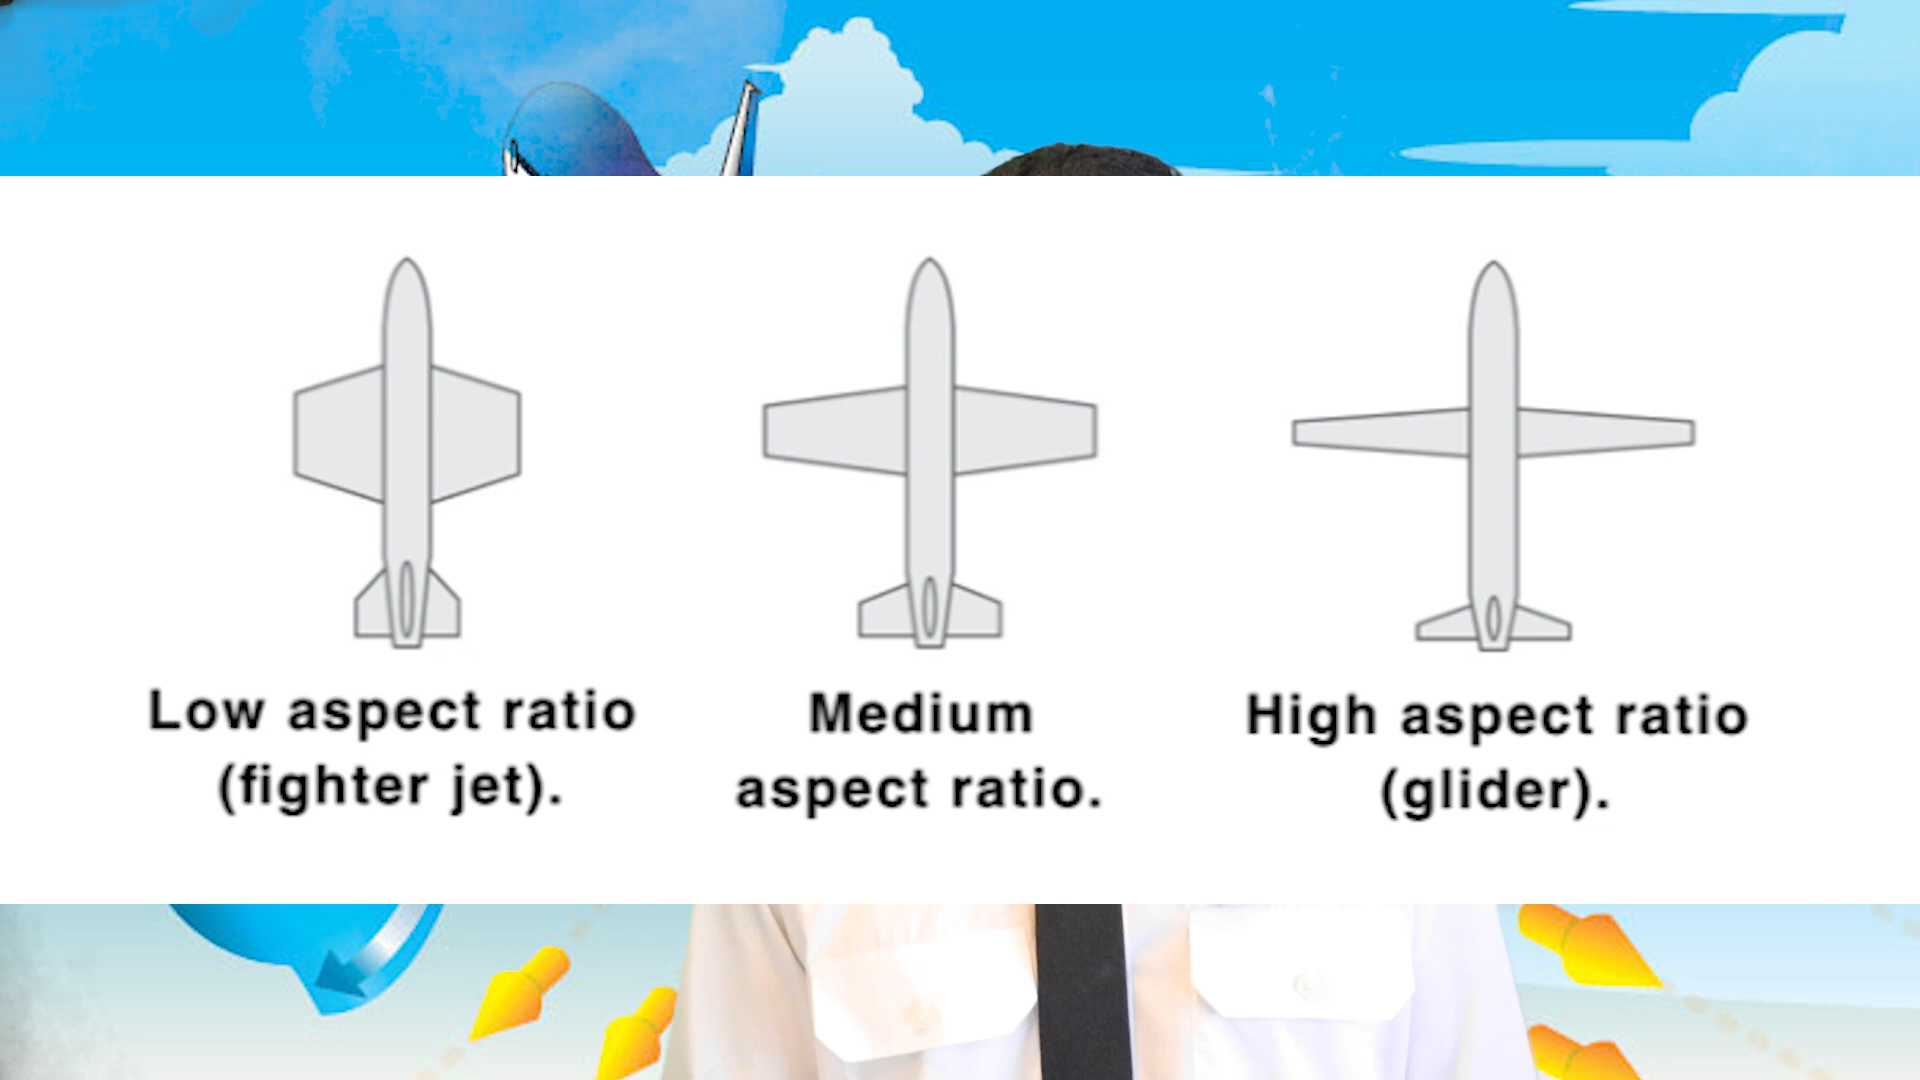 Low aspect ratio
(fighter jet).
Medium
aspect ratio.
High aspect ratio
(glider).